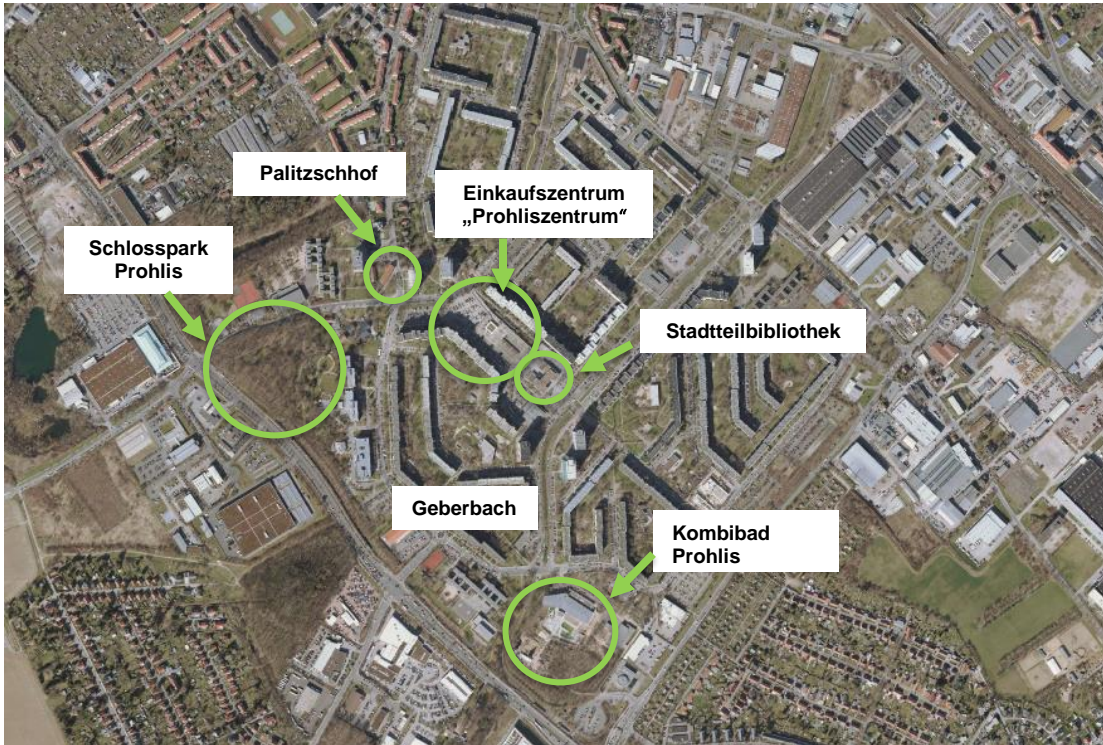 Palitzschhof
Einkaufszentrum
„Prohliszentrum“
Schlosspark
Prohlis
Stadtteilbibliothek
Geberbach
Kombibad
Prohlis